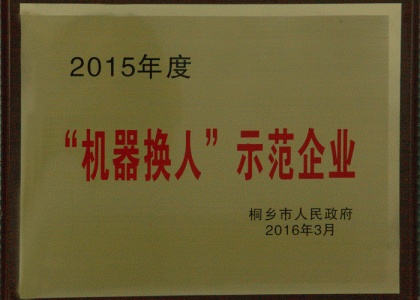 2015年度
“机器换人”示范企业
桐乡市人民政府
2016年3月